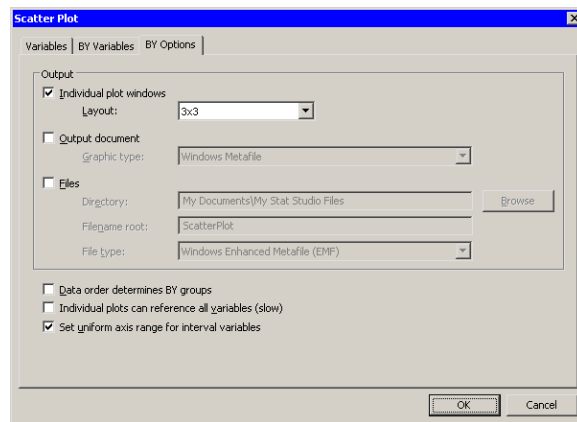 Scatter Plot
Variables BY Variables BY Options
Output
Individual plot windows
Layout: 3x3
Output document
Graphic type: Windows Metafile
Files
Directory: My Documents\My Stat Studio Files Browse
Filename root: ScatterPlot
File type: Windows Enhanced Metafile (EMF)
Data order determines BY groups
Individual plots can reference all variables (slow)
Set uniform axis range for interval variables
OK Cancel